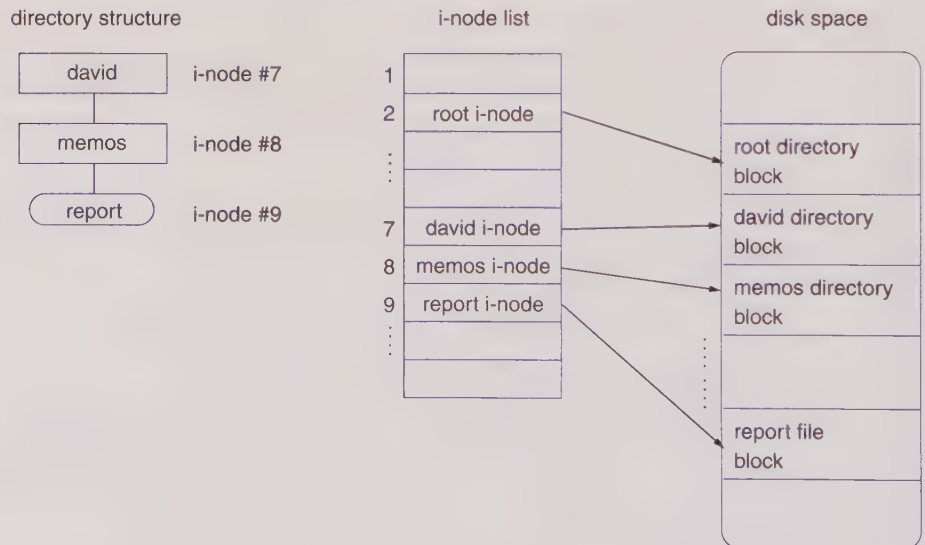 directory structure
david
i-node #7
memos
i-node #8
report
i-node #9
i-node list
1
2
root i-node
7
david i-node
8
memos i-node
9
report i-node
disk space
root directory
block
david directory
block
memos directory
block
report file
block